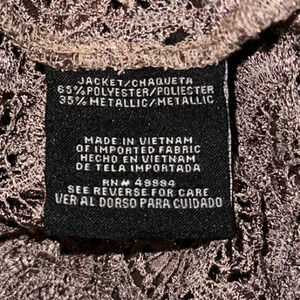 JACKET/CHAQUETA
65%POLYESTER/POLIESTER
35%METALLIC/METALLIC
MADE IN VIETNAM
OF IMPORTED FABRIC
HECHO EN VIETNAM
DE TELA IMPORTADA
RN# 49994
SEE REVERSE FOR CARE
VER AL DORSO PARA CUIDADO